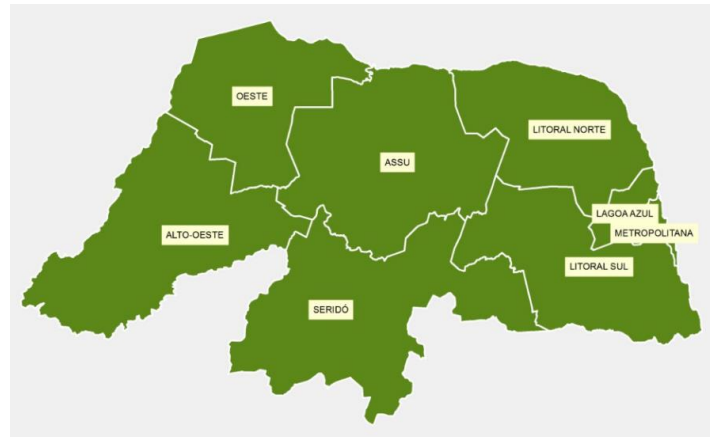 OESTE
LITORAL NORTE
ASSU
LAGOA AZUL
ALTO-OESTE
METROPOLITANA
LITORAL SUL
SERIDÓ